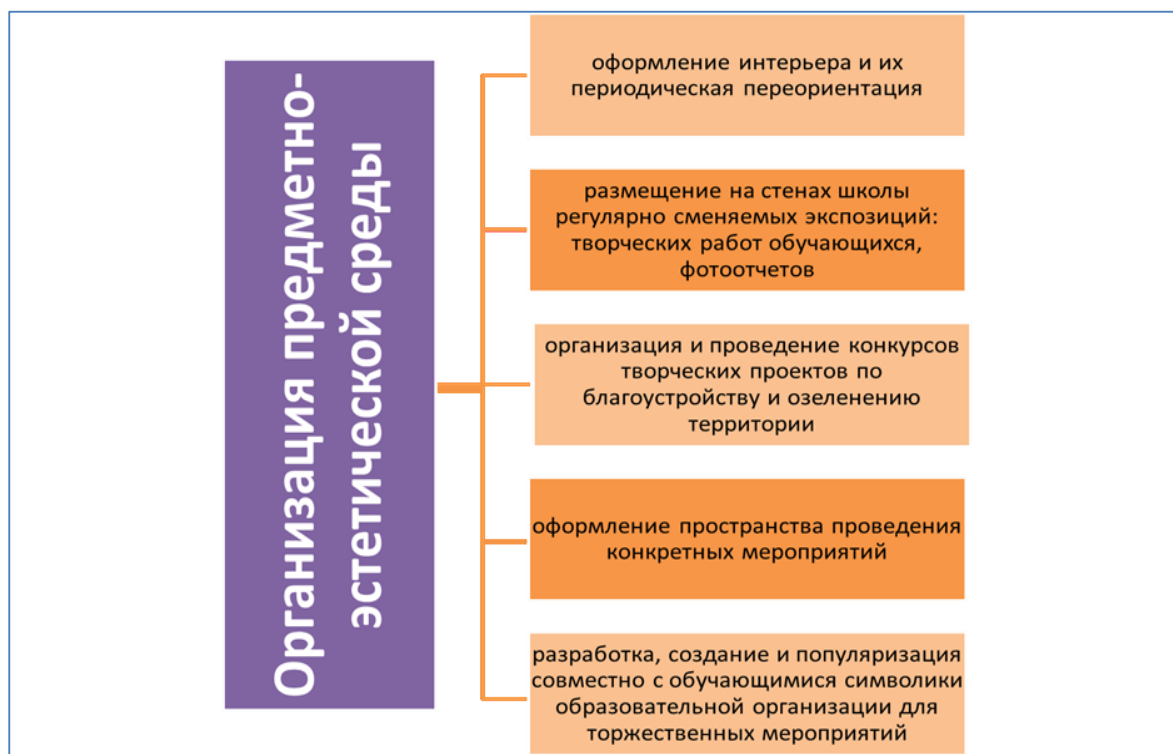 Организация предметно-
эстетической среды
оформление интерьера и их
периодическая переориентация
размещение на стенах школы
регулярно сменяемых экспозиций:
творческих работ обучающихся,
фотоотчетов
организация и проведение конкурсов
творческих проектов по
благоустройству и озеленению
территории
оформление пространства проведения
конкретных мероприятий
разработка, создание и популяризация
совместно с обучающимися символики
образовательной организации для
торжественных мероприятий